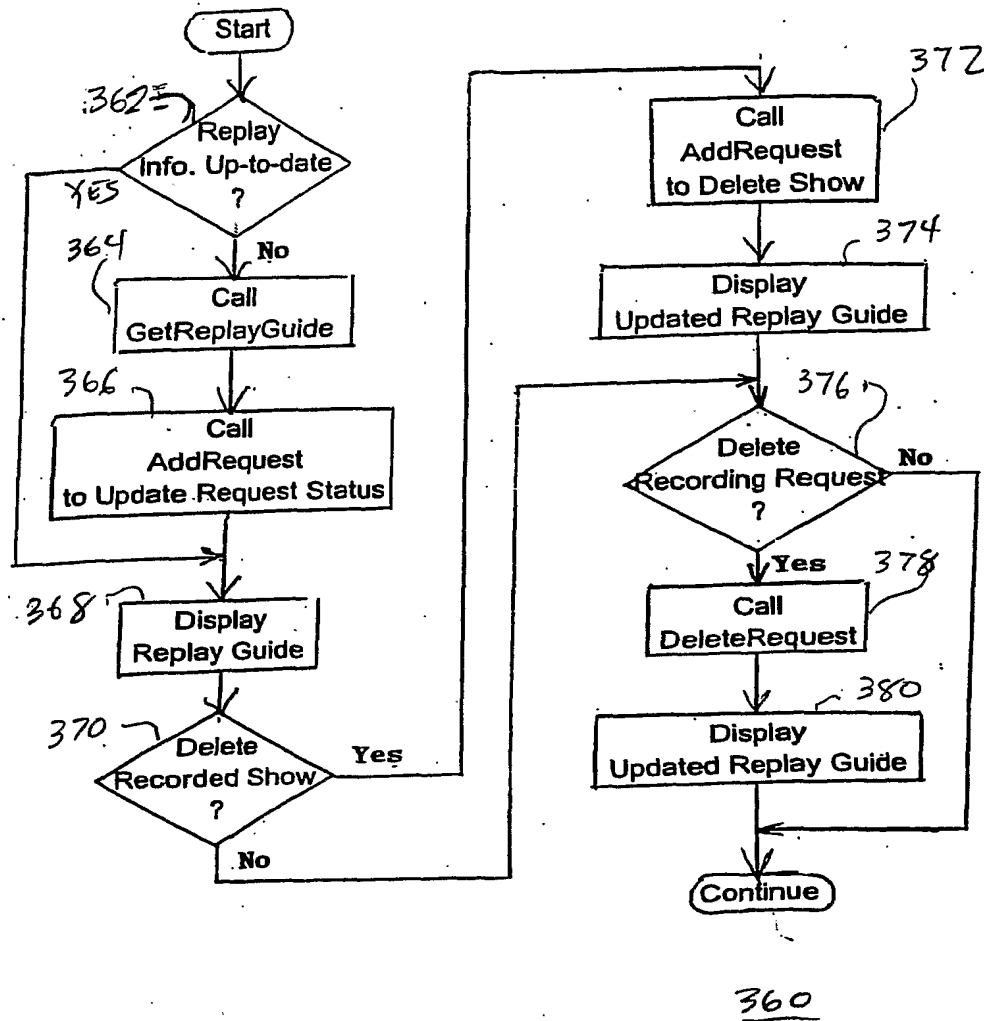 Start
362
Replay
Info. Up-to-date
?
YES
No
364
Call
GetReplayGuide
366
Call
AddRequest
to Update Request Status
368
Display
Replay Guide
370
Delete
Recorded Show
?
Yes
No
372
Call
AddRequest
to Delete Show
374
Display
Updated Replay Guide
376
Delete
Recording Request
?
No
Yes
378
Call
DeleteRequest
380
Display
Updated Replay Guide
Continue
360